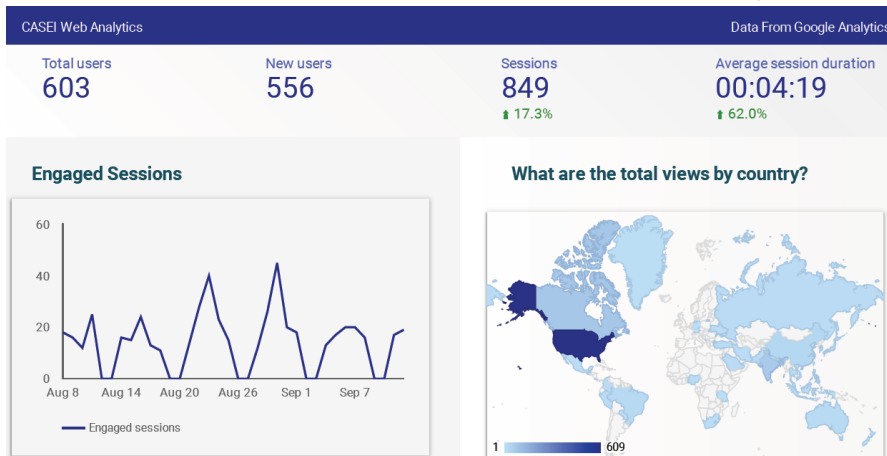 CASEI Web Analytics
Data From Google Analytics
Total users
603
New users
556
Sessions
849
17.3%
Average session duration
00:04:19
62.0%
Engaged Sessions
60
40
20
0
Aug 8 Aug 14 Aug 20 Aug 26 Sep 1 Sep 7
Engaged sessions
What are the total views by country?
1 609